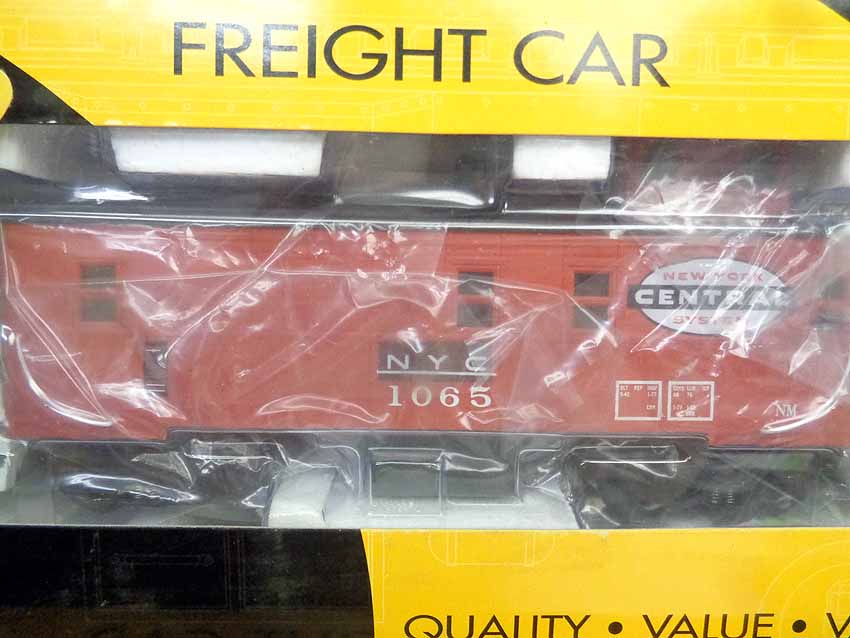 FREIGHT CAR
NEW YORK
CENTRAL
SYSTEM
NYC
1065
NM
QUALITY • VALUE • V